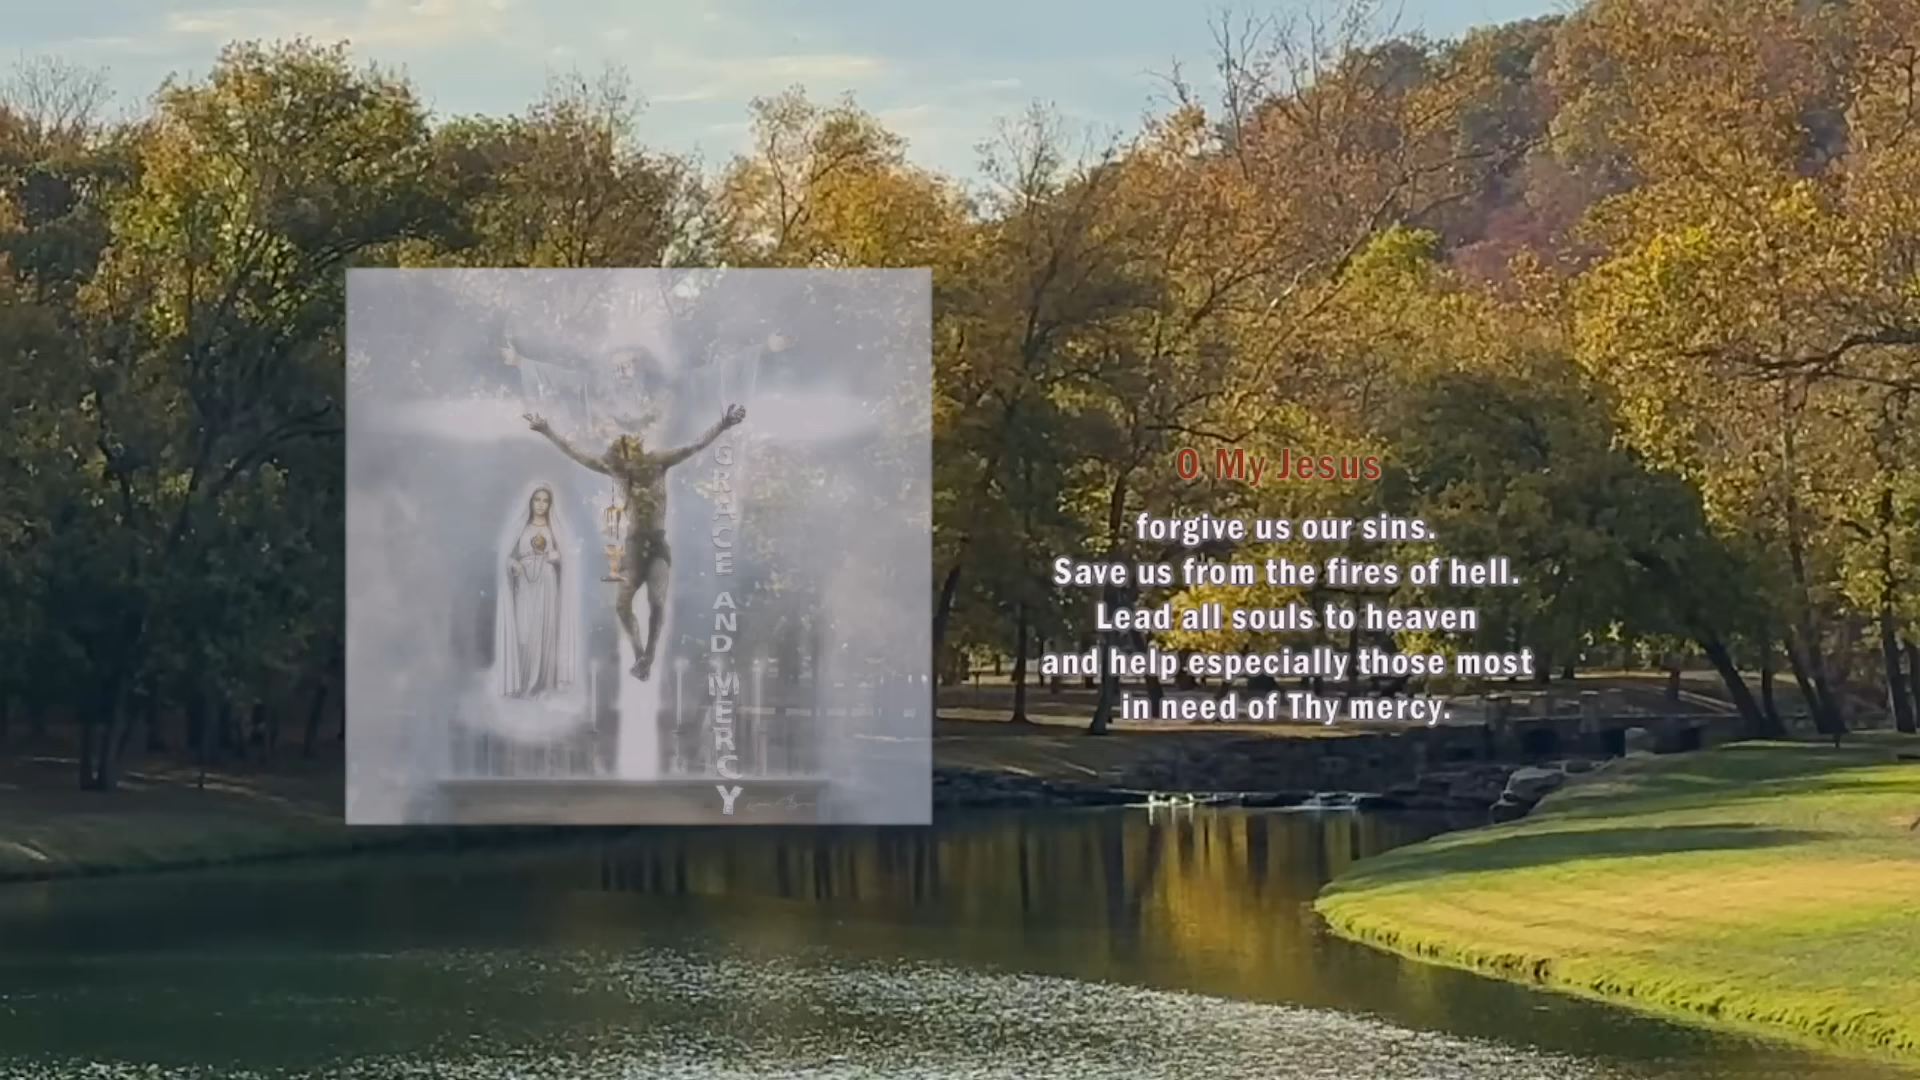 GRACE AND MERCY
O My Jesus
forgive us our sins.
Save us from the fires of hell.
Lead all souls to heaven
and help especially those most
in need of Thy mercy.